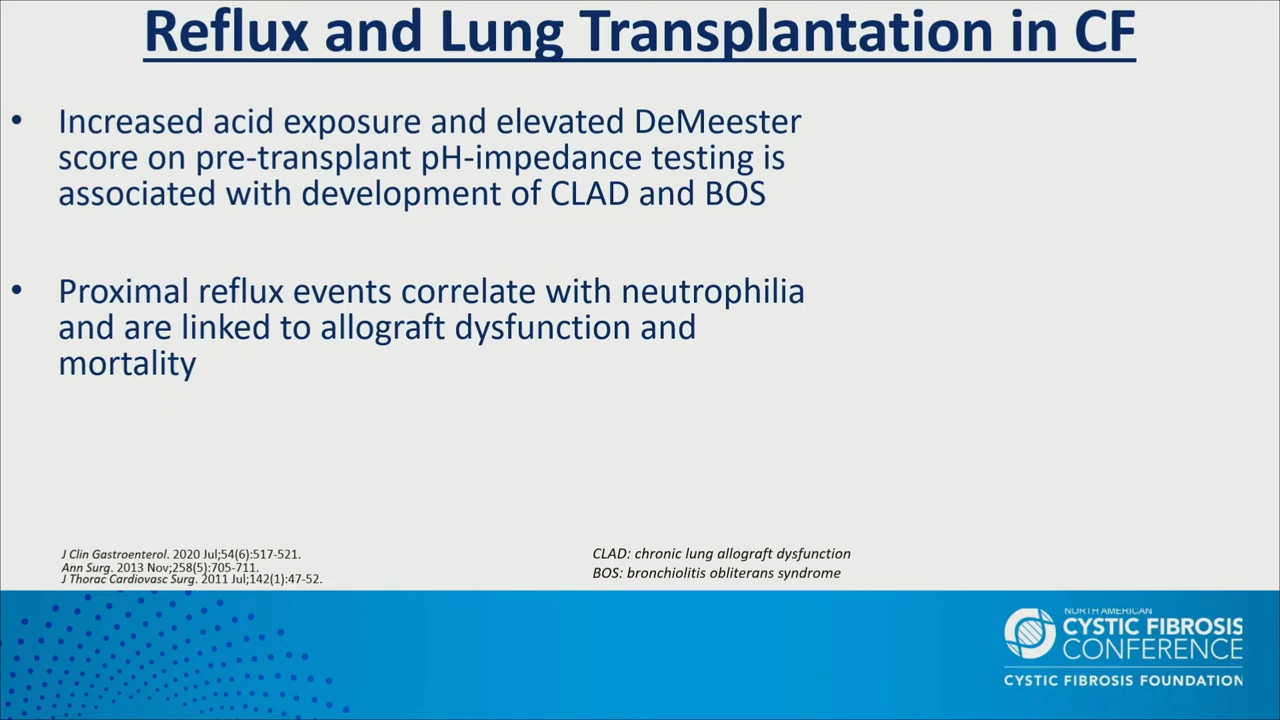 Reflux and Lung Transplantation in CF
• Increased acid exposure and elevated DeMeester
score on pre-transplant pH-impedance testing is
associated with development of CLAD and BOS
• Proximal reflux events correlate with neutrophilia
and are linked to allograft dysfunction and
mortality
J Clin Gastroenterol. 2020 Jul;54(6):517-521.
Ann Surg. 2013 Nov;258(5):705-711.
J Thorac Cardiovasc Surg. 2011 Jul;142(1):47-52.
CLAD: chronic lung allograft dysfunction
BOS: bronchiolitis obliterans syndrome
NORTH AMERICAN
CYSTIC FIBROSIS
CONFERENCE
CYSTIC FIBROSIS FOUNDATION